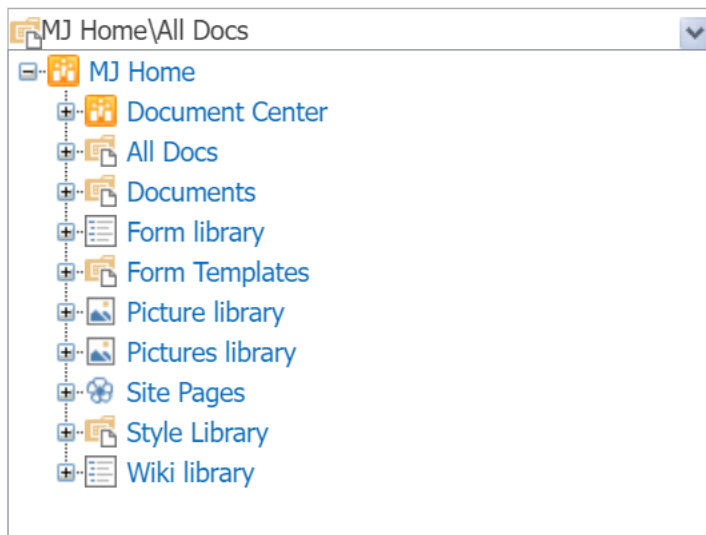 MJ Home\All Docs
MJ Home
Document Center
All Docs
Documents
Form library
Form Templates
Picture library
Pictures library
Site Pages
Style Library
Wiki library